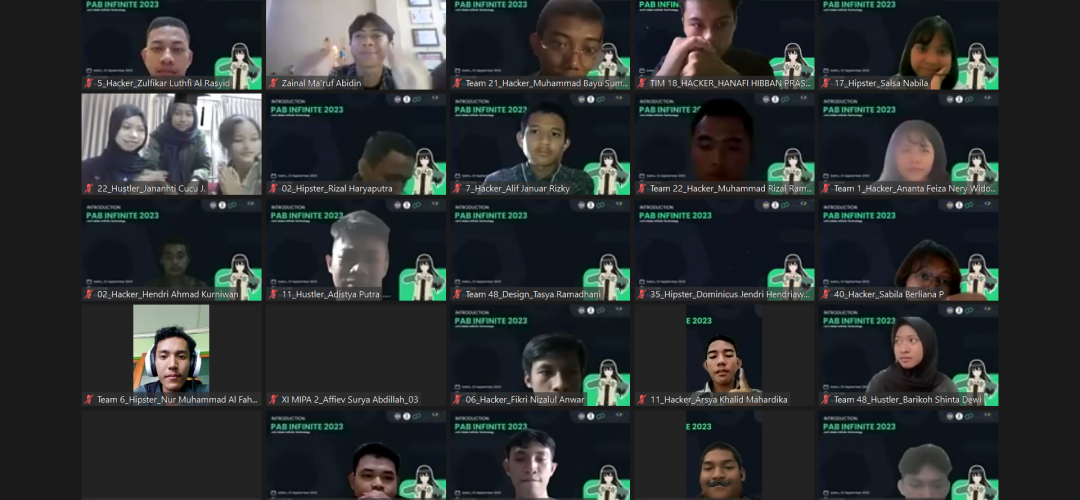 PAB INFINITE 2023
PAB INFINITE 2023
PAB INFIN
PAB INFINITE 2023
5_Hacker_Zulfikar Luthfi Al Rasyid
Zainal Ma'ruf Abidin
Team 21_Hacker_Muhammad Bayu Sum...
TIM 18_HACKER_HANAFI HIBBAN PRAS...
17_Hipster_Salsa Nabila
INTRODUCTION
INTRODUCTION
INTRODUCTION
INTRODUCTION
PAB INFINITE 2023
PAB INFINITE 2023
PAB INFINITE 2023
PAB INFINITE 2023
22_Hustler_Jananhti Cucu J.
02_Hipster_Rizal Haryaputra
7_Hacker_Alif Januar Rizky
Team 22_Hacker_Muhammad Rizal Ram...
Team 1_Hacker_Ananta Feiza Nery Wido...
INTRODUCTION
INTRODUCTION
INTRODUCTION
INTRODUCTION
INTRODUCTION
PAB INFINITE 2023
PAB INFINITE 2023
PAB INFINITE 2023
PAB INFINITE 2023
PAB INFINITE 2023
02_Hacker_Hendri Ahmad Kurniwan
11_Hustler_Adistya Putra ....
Team 48_Design_Tasya Ramadhani
35_Hipster_Dominicus Jendri Hendriaw...
40_Hacker_Sabila Berliana P
INTRODUCTION
INTRODUCTION
PAB INFINITE 2023
E 2023
PAB INFINITE 2023
Team 6_Hipster_Nur Muhammad Al Fah...
XI MIPA 2_Affiev Surya Abdillah_03
06_Hacker_Fikri Nizalul Anwar
11_Hacker_Arsya Khalid Mahardika
Team 48_Hustler_Barikoh Shinta Dewi
INTRODUCTION
INTRODUCTION
INTRODUCTION
PAB INFINITE 2023
PAB INFINITE 2023
E 2023
PAB INFINITE 2023